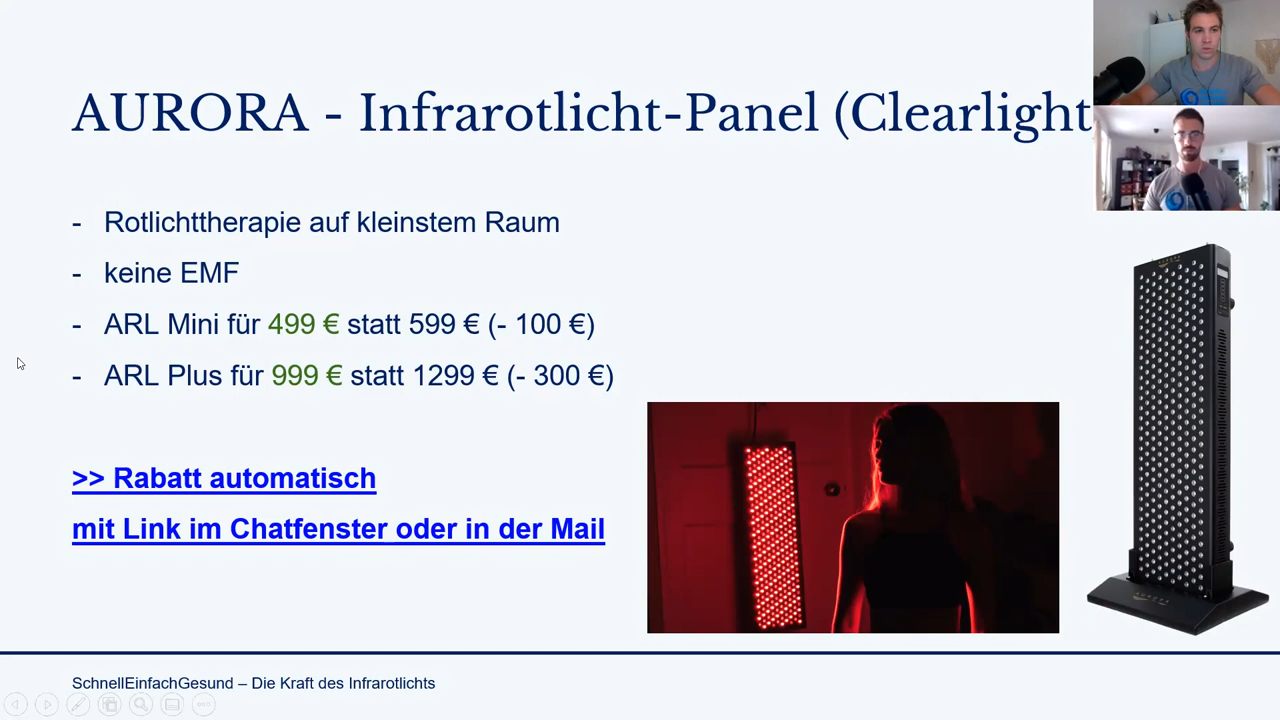 AURORA - Infrarotlicht-Panel (Clearlight
- Rotlichttherapie auf kleinstem Raum
- keine EMF
- ARL Mini für 499 € statt 599 € (- 100 €)
- ARL Plus für 999 € statt 1299 € (- 300 €)
>> Rabatt automatisch
mit Link im Chatfenster oder in der Mail
AURORA
AURORA
SchnellEinfachGesund – Die Kraft des Infrarotlichts